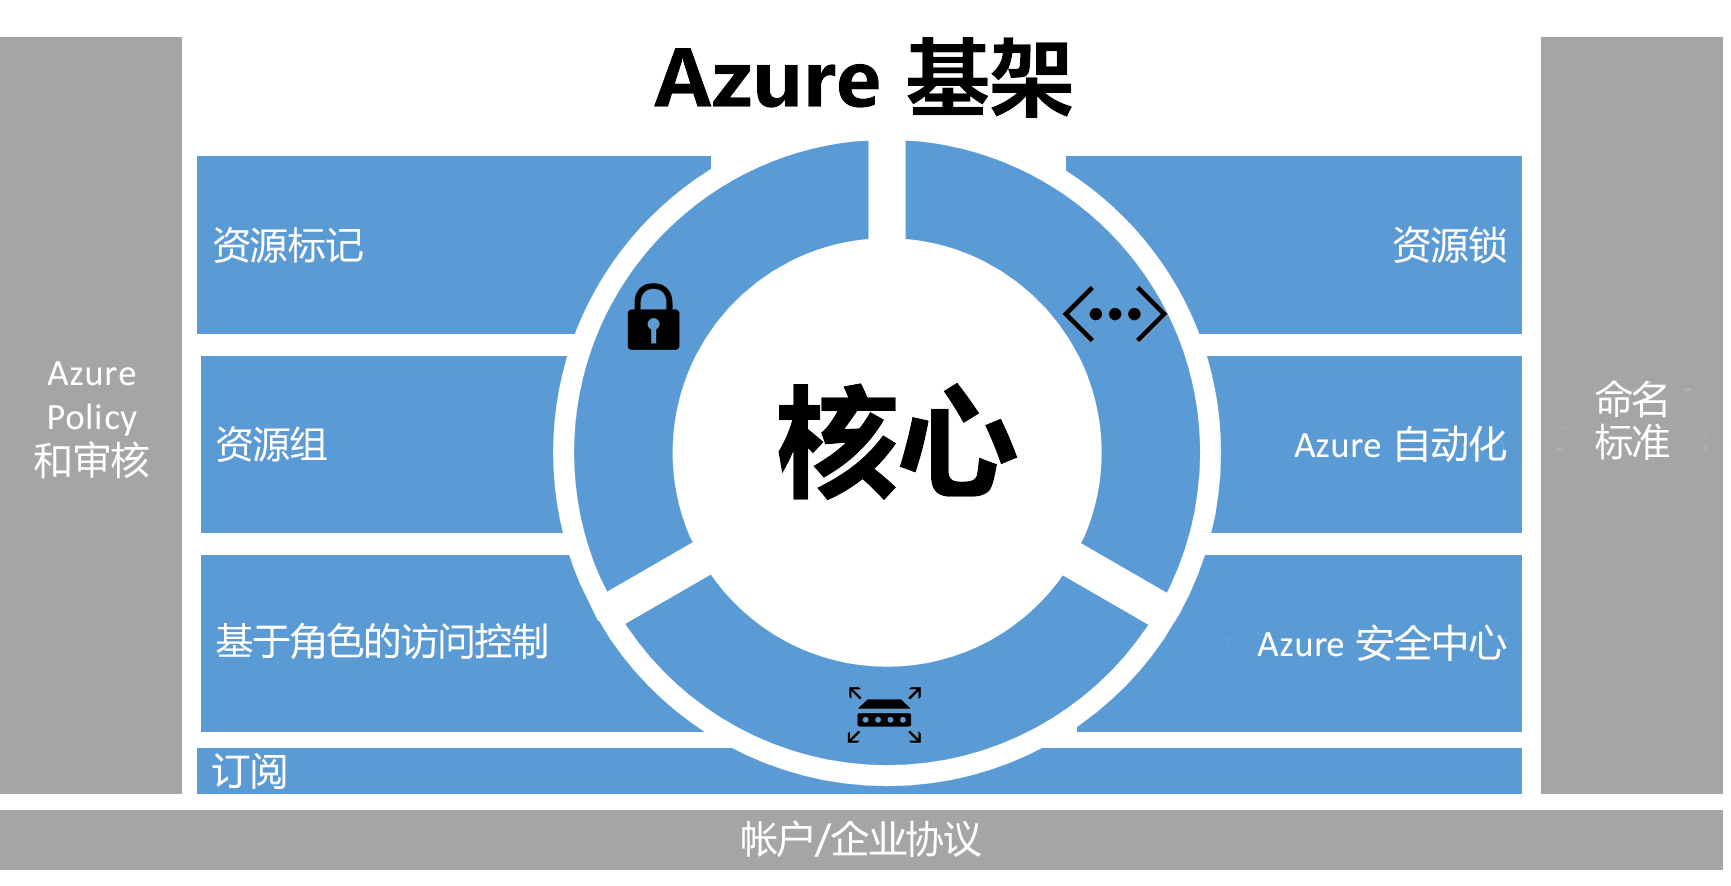 Azure 基架
Azure
Policy
和审核
资源标记
资源组
基于角色的访问控制
订阅
核心
资源锁
Azure 自动化
Azure 安全中心
命名
标准
帐户/企业协议